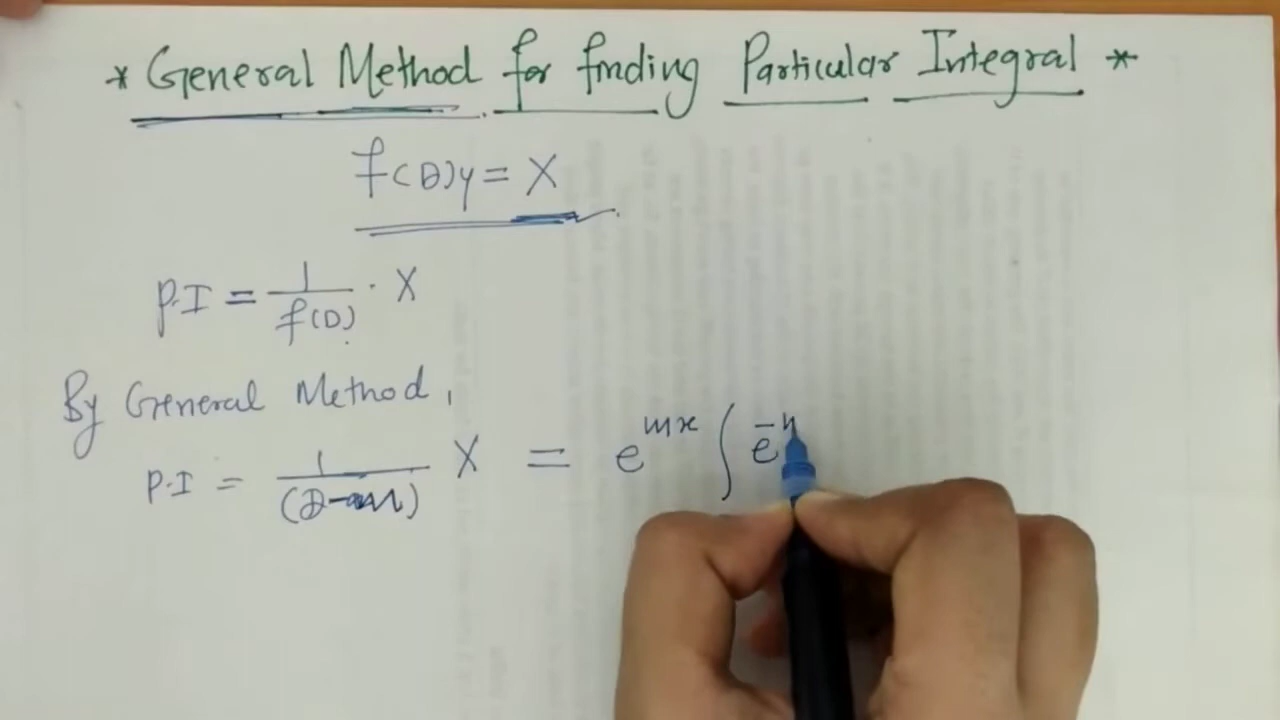 * General Method for finding Particular Integral *
f(D)y = X
P.I = 1/f(D) · X
By General Method,
P.I = 1/(D-m) X = e^mx ∫ e^-